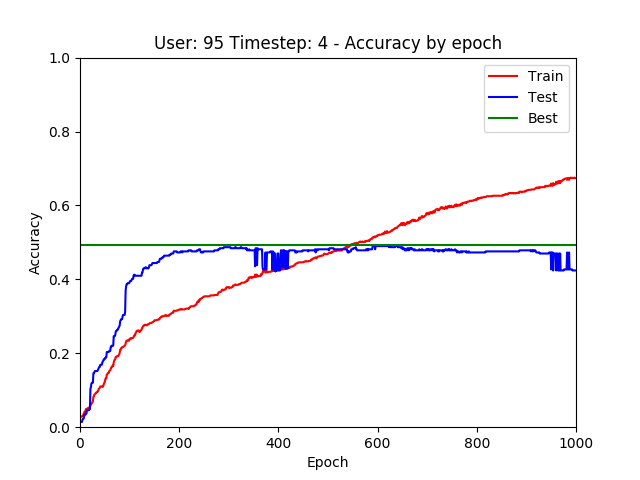 User: 95 Timestep: 4 - Accuracy by epoch
1.0
0.8
0.6
0.4
0.2
0.0
Accuracy
Train
Test
Best
0 200 400 600 800 1000
Epoch